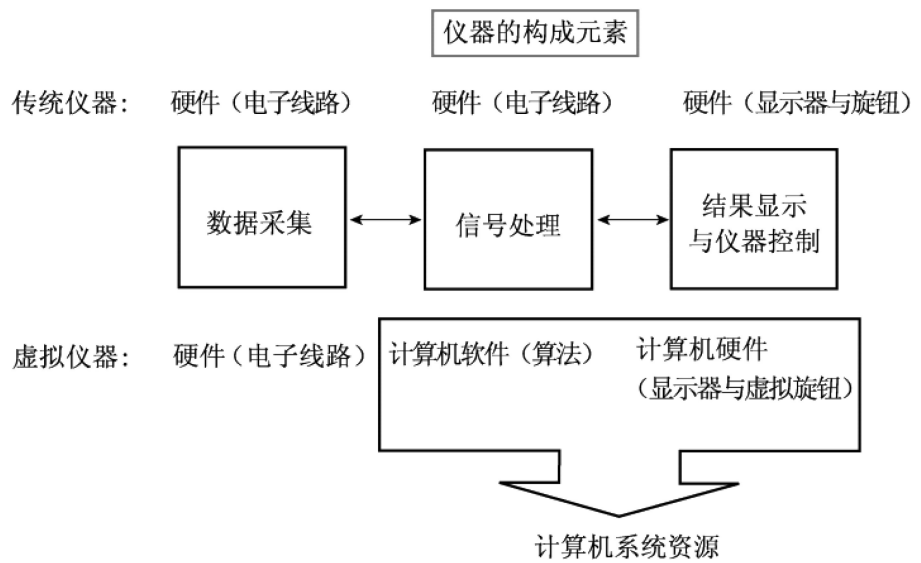 仪器的构成元素
传统仪器： 硬件（电子线路） 硬件（电子线路） 硬件（显示器与旋钮）
数据采集
信号处理
结果显示
与仪器控制
虚拟仪器： 硬件（电子线路） 计算机软件（算法） 计算机硬件
（显示器与虚拟旋钮）
计算机系统资源